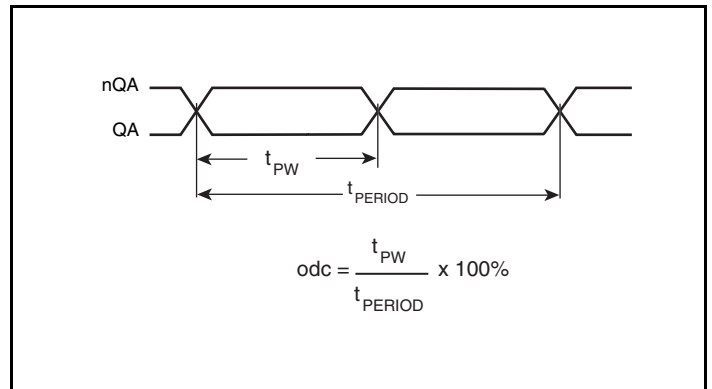 nQA
QA
tPW
tPERIOD
odc = tPW / tPERIOD x 100%